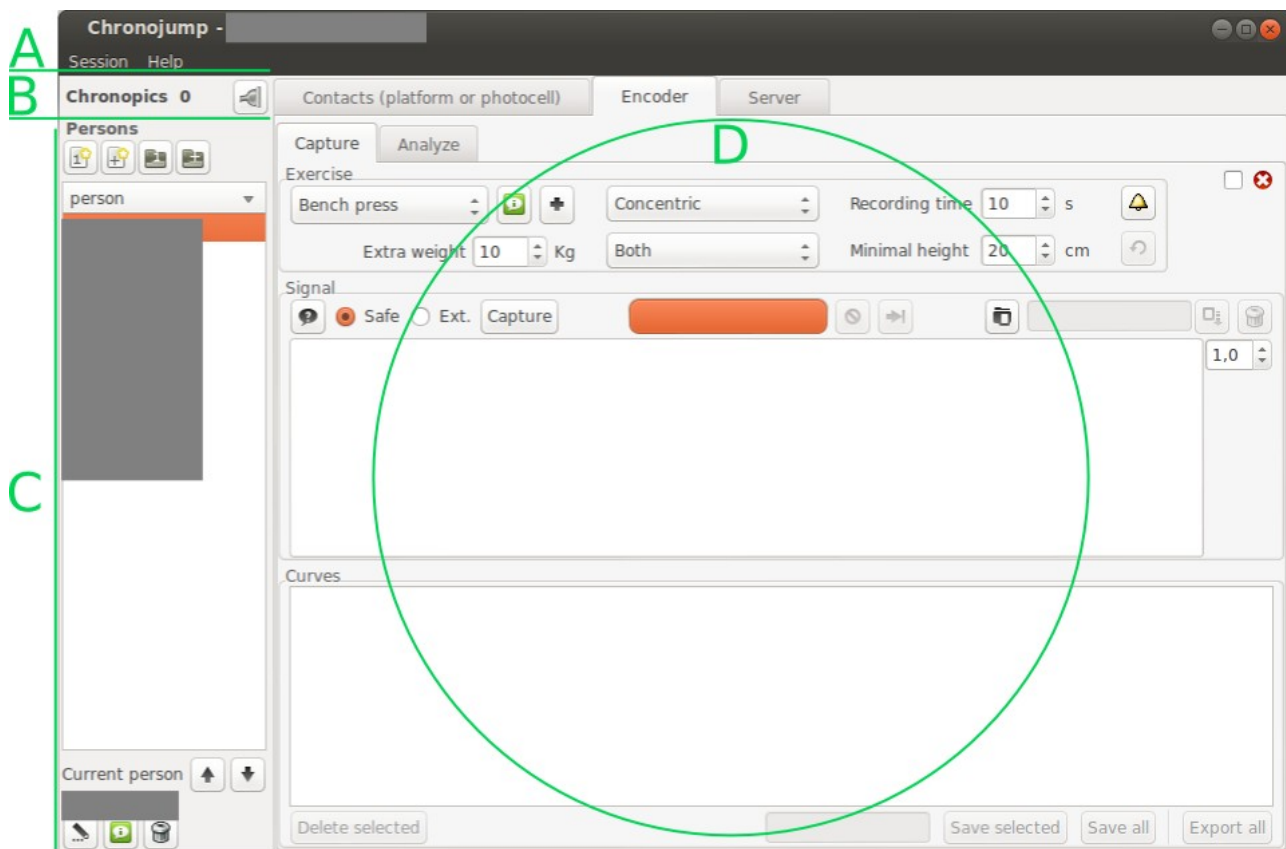 Chronojump -
A
Session Help
B
Chronopics 0
Contacts (platform or photocell) Encoder Server
Persons
D
Capture Analyze
person
Exercise
Bench press Concentric Recording time 10 s
Extra weight 10 Kg Both Minimal height 20 cm
Signal
Safe Ext. Capture
1,0
C
Curves
Current person
Delete selected Save selected Save all Export all